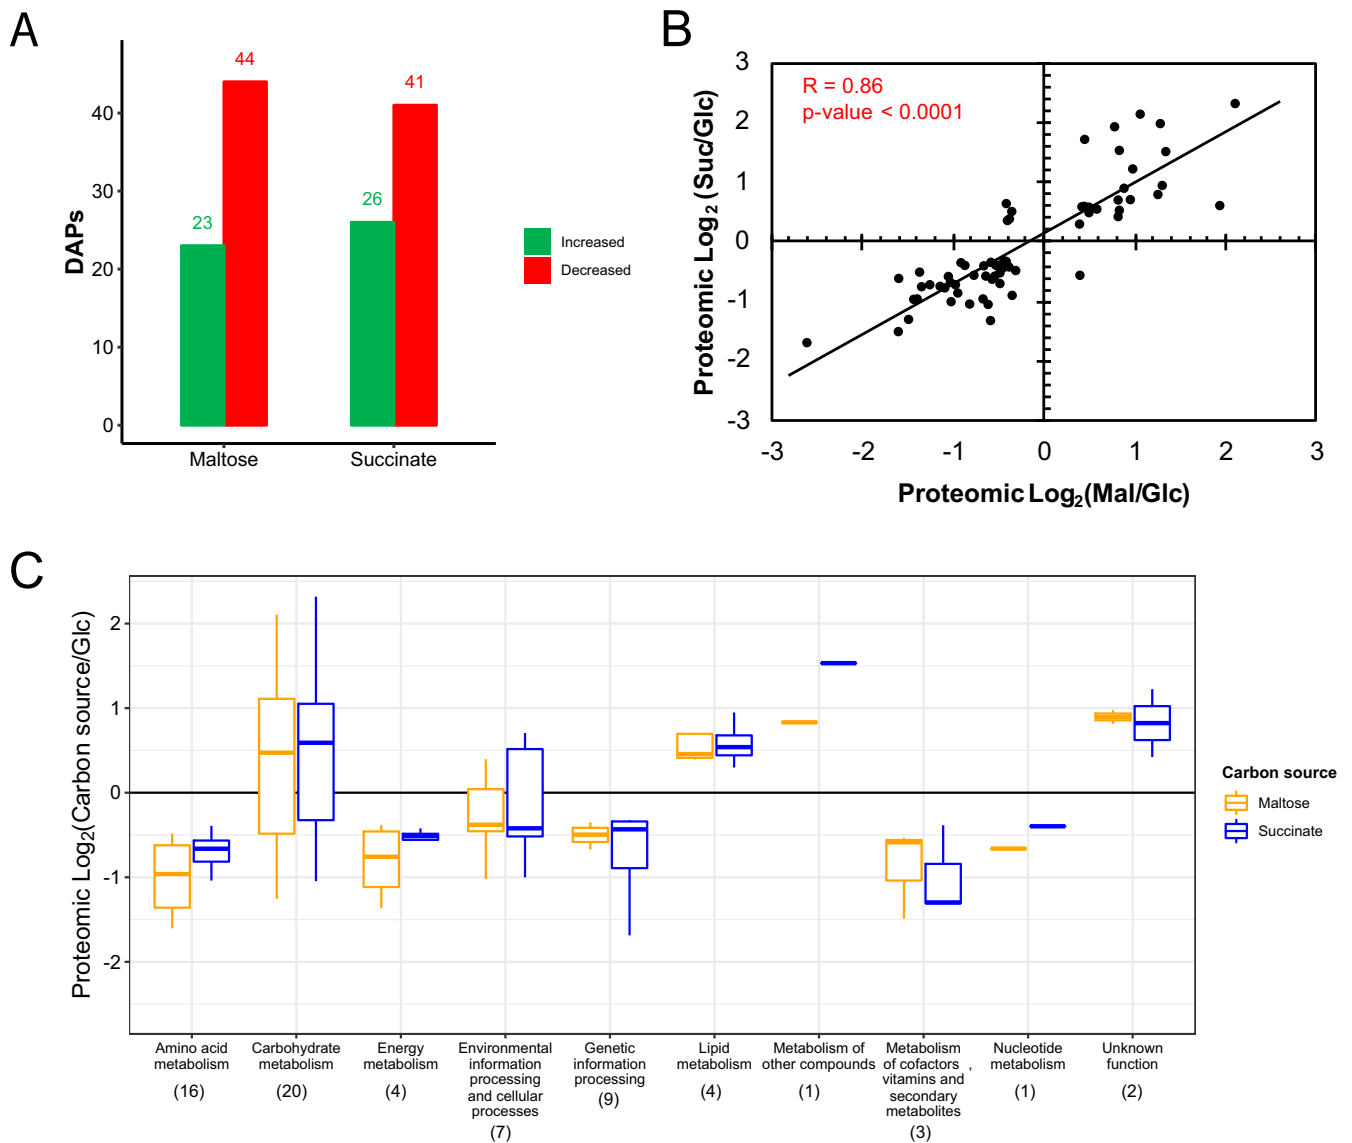 A
DAPs
40
30
20
10
0
44
41
23
26
Maltose
Succinate
Increased
Decreased
B
R = 0.86
p-value < 0.0001
Proteomic Log2 (Suc/Glc)
3
2
1
0
-1
-2
-3
-3 -2 -1 0 1 2 3
Proteomic Log2(Mal/Glc)
C
Proteomic Log2(Carbon source/Glc)
2
1
0
-1
-2
Amino acid
metabolism
(16)
Carbohydrate
metabolism
(20)
Energy
metabolism
(4)
Environmental
information
processing
and cellular
processes
(7)
Genetic
information
processing
(9)
Lipid
metabolism
(4)
Metabolism of
other compounds
(1)
Metabolism
of cofactors ,
vitamins and
secondary
metabolites
(3)
Nucleotide
metabolism
(1)
Unknown
function
(2)
Carbon source
Maltose
Succinate